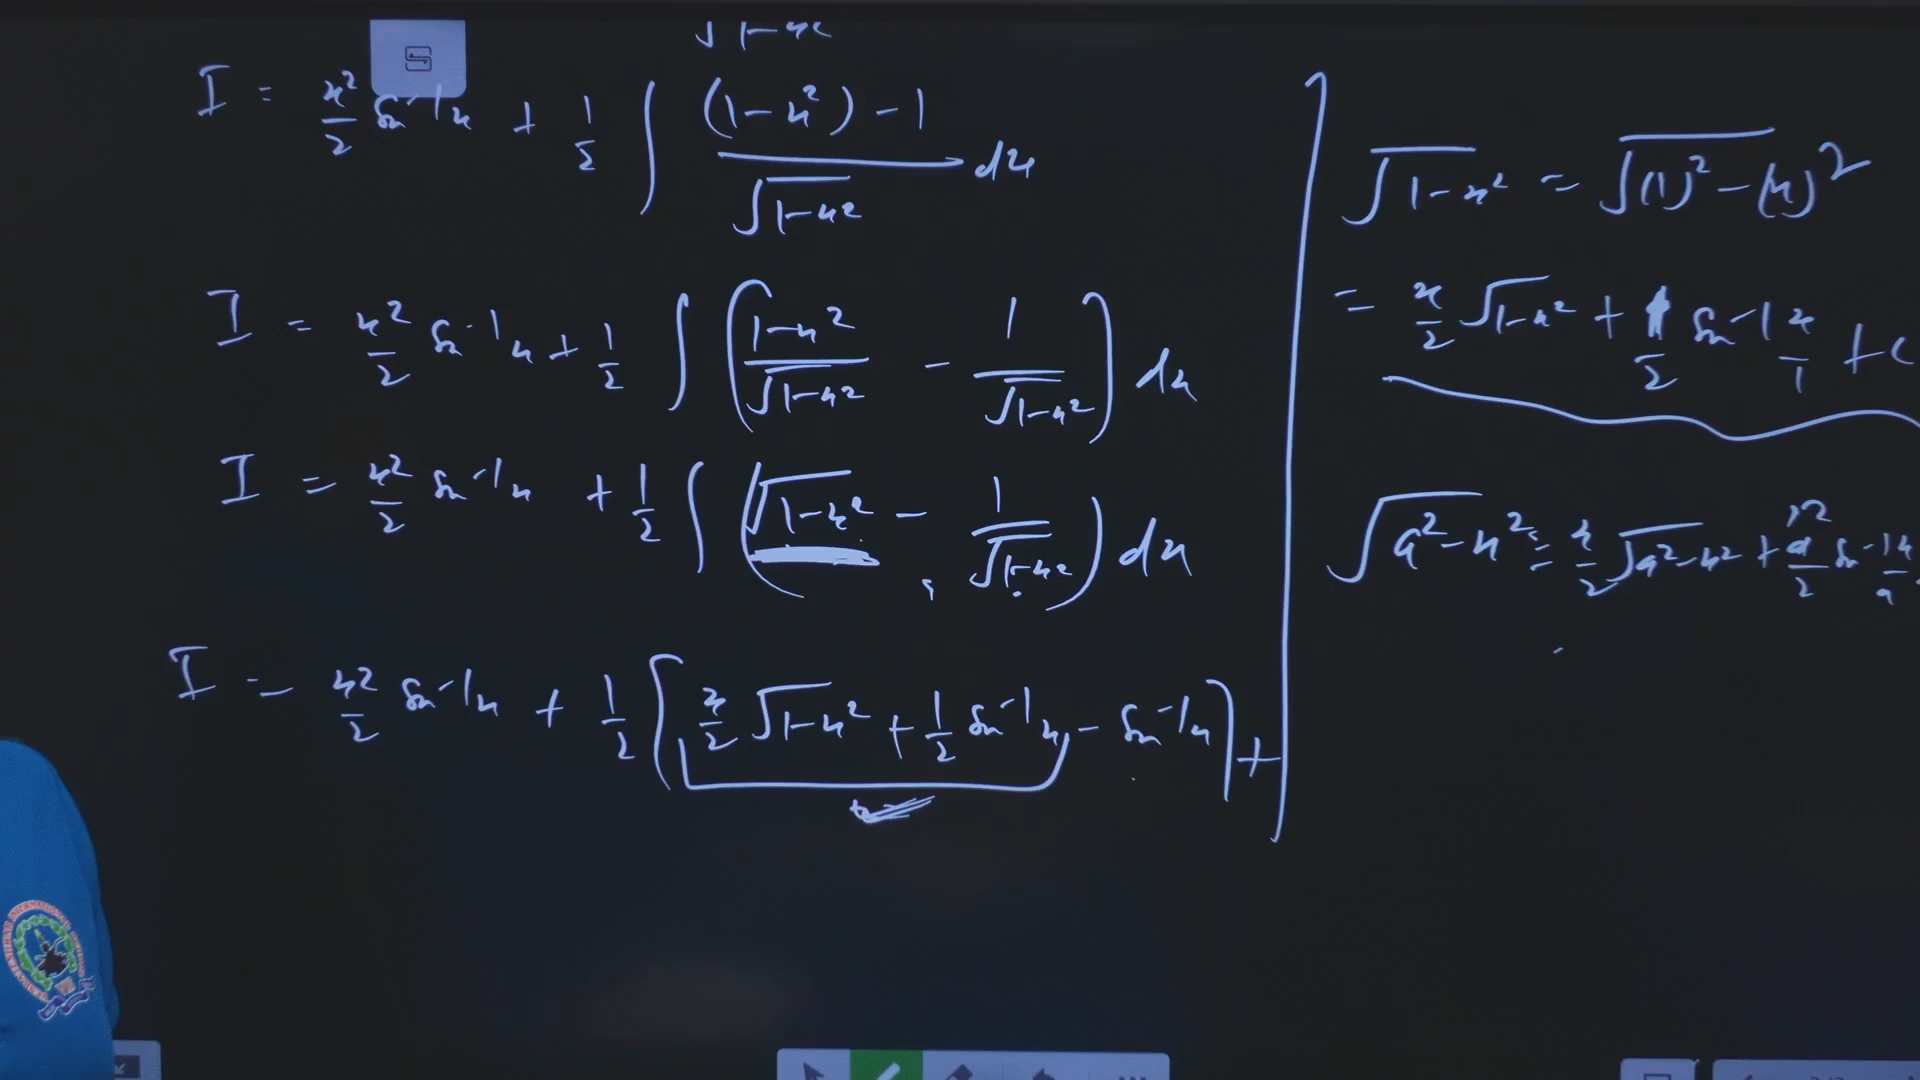 √1-x²
I = x²/2 sin⁻¹x + 1/2 ∫ (1-x²)-1 / √1-x² dx
I = x²/2 sin⁻¹x + 1/2 ∫ ( 1-x² / √1-x² - 1 / √1-x² ) dx
I = x²/2 sin⁻¹x + 1/2 ∫ ( √1-x² - 1 / √1-x² ) dx
I = x²/2 sin⁻¹x + 1/2 [ x/2 √1-x² + 1/2 sin⁻¹x - sin⁻¹x ] +
√1-x² = √(1)²-(x)²
= x/2 √1-x² + 1/2 sin⁻¹ x/1 + c
√a²-x² = x/2 √a²-x² + a²/2 sin⁻¹ x/a